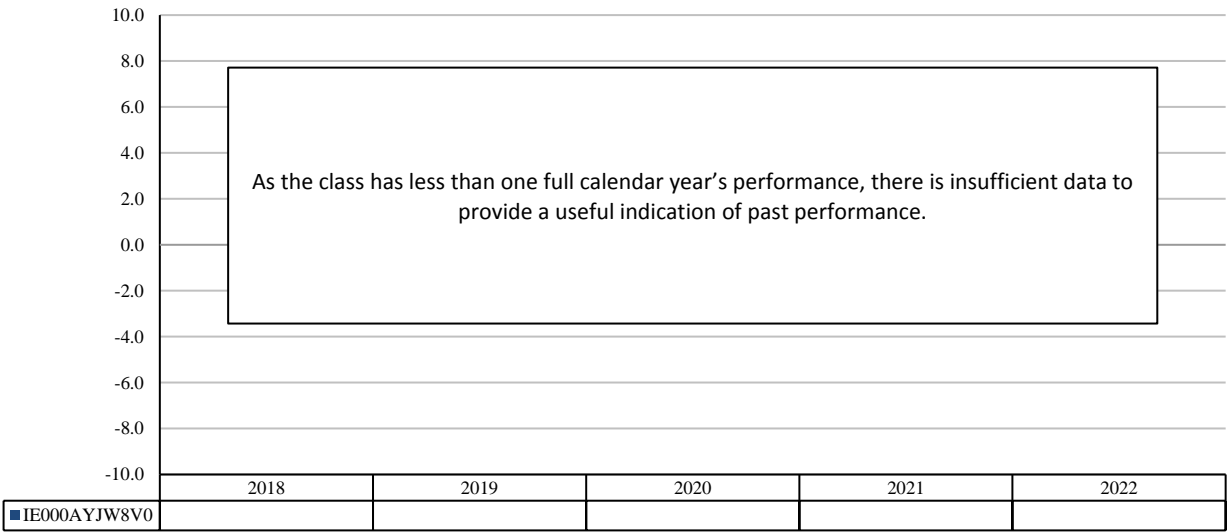 10.0
8.0
6.0
4.0
2.0
0.0
-2.0
-4.0
-6.0
-8.0
-10.0
As the class has less than one full calendar year’s performance, there is insufficient data to
provide a useful indication of past performance.
2018 2019 2020 2021 2022
IE000AYJW8V0